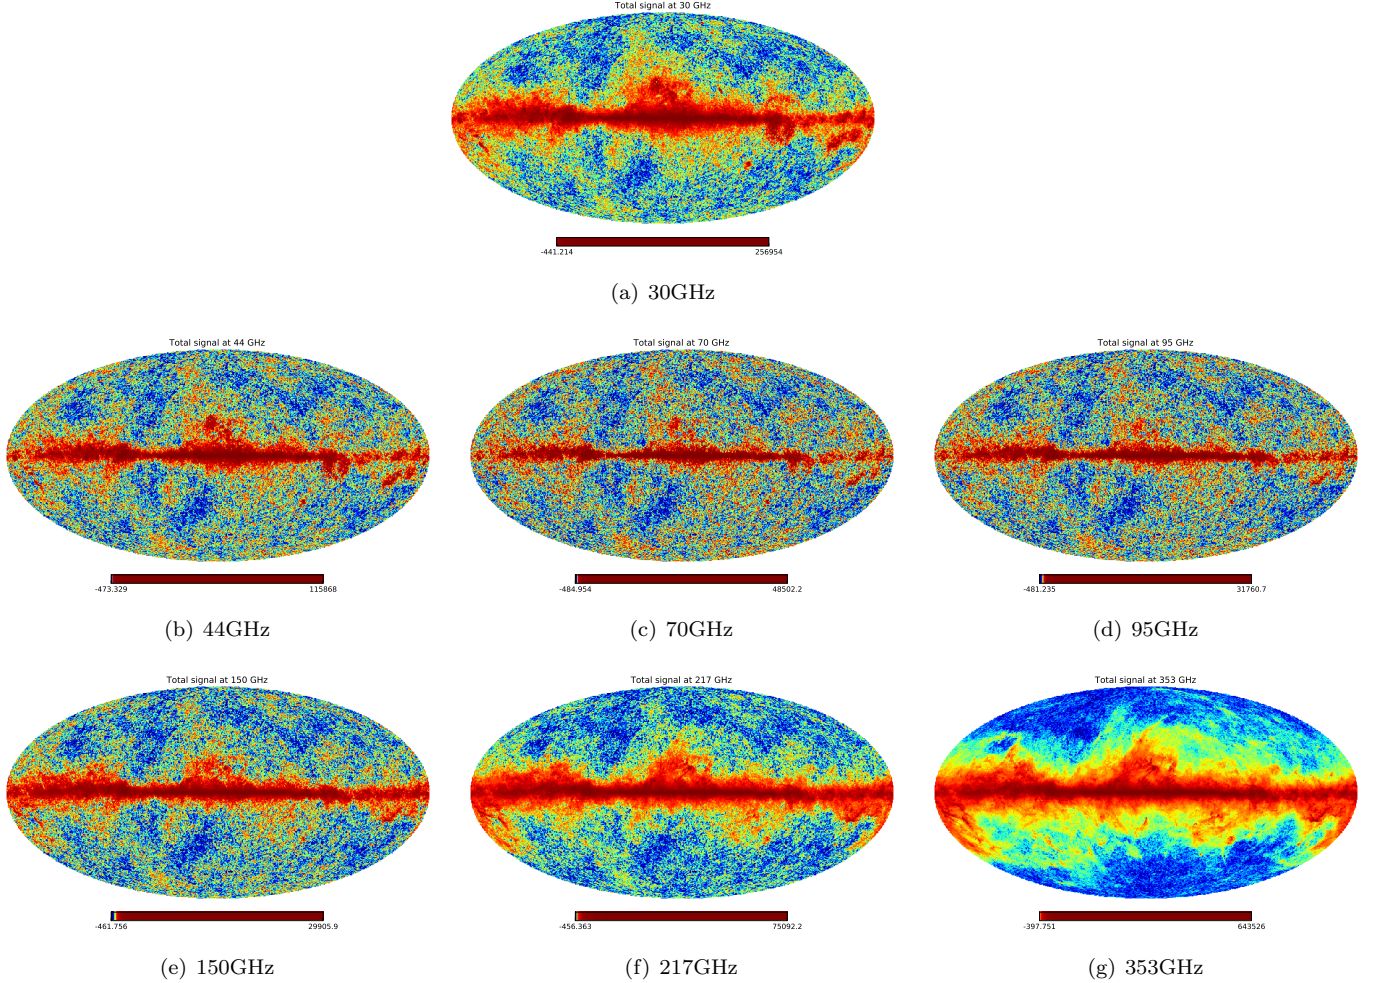 Total signal at 30 GHz
-441.214 256954
(a) 30GHz
Total signal at 44 GHz Total signal at 70 GHz Total signal at 95 GHz
-473.329 115868 -484.954 48502.2 -481.235 31760.7
(b) 44GHz (c) 70GHz (d) 95GHz
Total signal at 150 GHz Total signal at 217 GHz Total signal at 353 GHz
-461.756 29905.9 -456.363 75092.2 -397.751 643526
(e) 150GHz (f) 217GHz (g) 353GHz